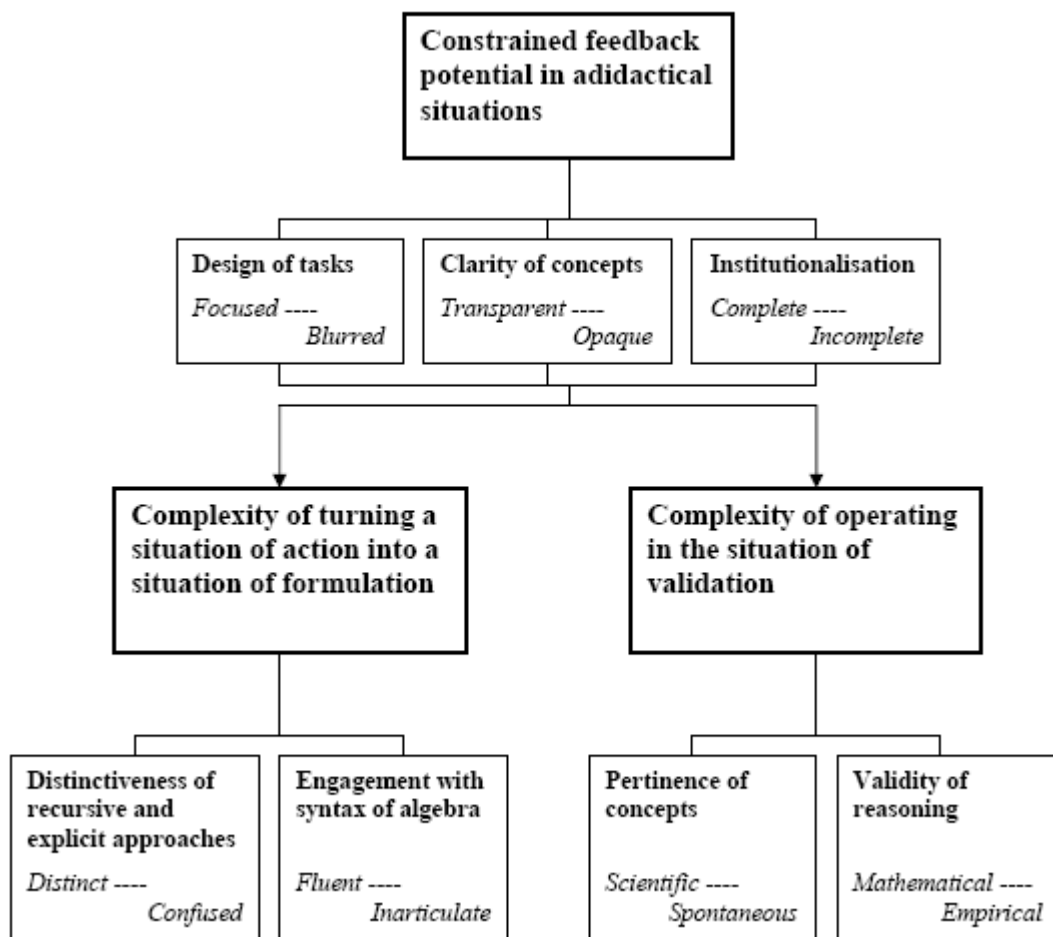 Constrained feedback
potential in adidactical
situations
Design of tasks
Focused ----
Blurred
Clarity of concepts
Transparent ----
Opaque
Institutionalisation
Complete ----
Incomplete
Complexity of turning a
situation of action into a
situation of formulation
Complexity of operating
in the situation of
validation
Distinctiveness of
recursive and
explicit approaches
Distinct ----
Confused
Engagement with
syntax of algebra
Fluent ----
Inarticulate
Pertinence of
concepts
Scientific ----
Spontaneous
Validity of
reasoning
Mathematical ----
Empirical